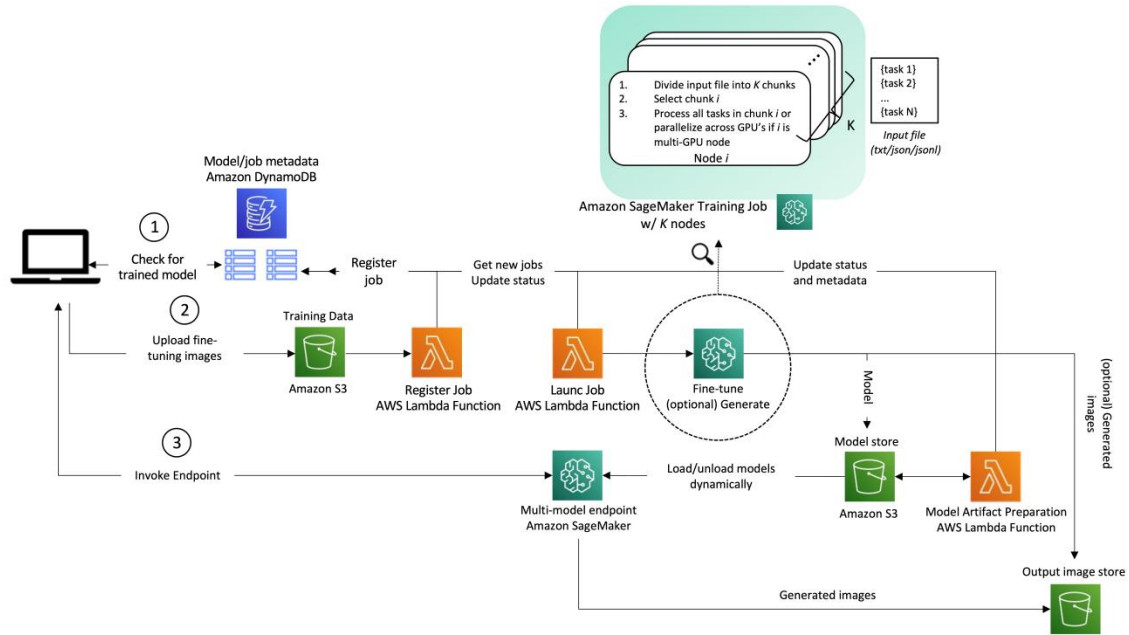 1. Divide input file into K chunks
2. Select chunk i
3. Process all tasks in chunk i or
parallelize across GPU's if i is
multi-GPU node
Node i
...
K
{task 1}
{task 2}
...
{task N}
Input file
(txt/json/jsonl)
Amazon SageMaker Training Job
w/ K nodes
Model/job metadata
Amazon DynamoDB
1
Check for
trained model
Register
job
Get new jobs
Update status
Update status
and metadata
2
Upload fine-
tuning images
Training Data
Amazon S3
Register Job
AWS Lambda Function
Launc Job
AWS Lambda Function
Fine-tune
(optional) Generate
Model
(optional) Generated
images
3
Invoke Endpoint
Multi-model endpoint
Amazon SageMaker
Load/unload models
dynamically
Model store
Amazon S3
Model Artifact Preparation
AWS Lambda Function
Output image store
Generated images